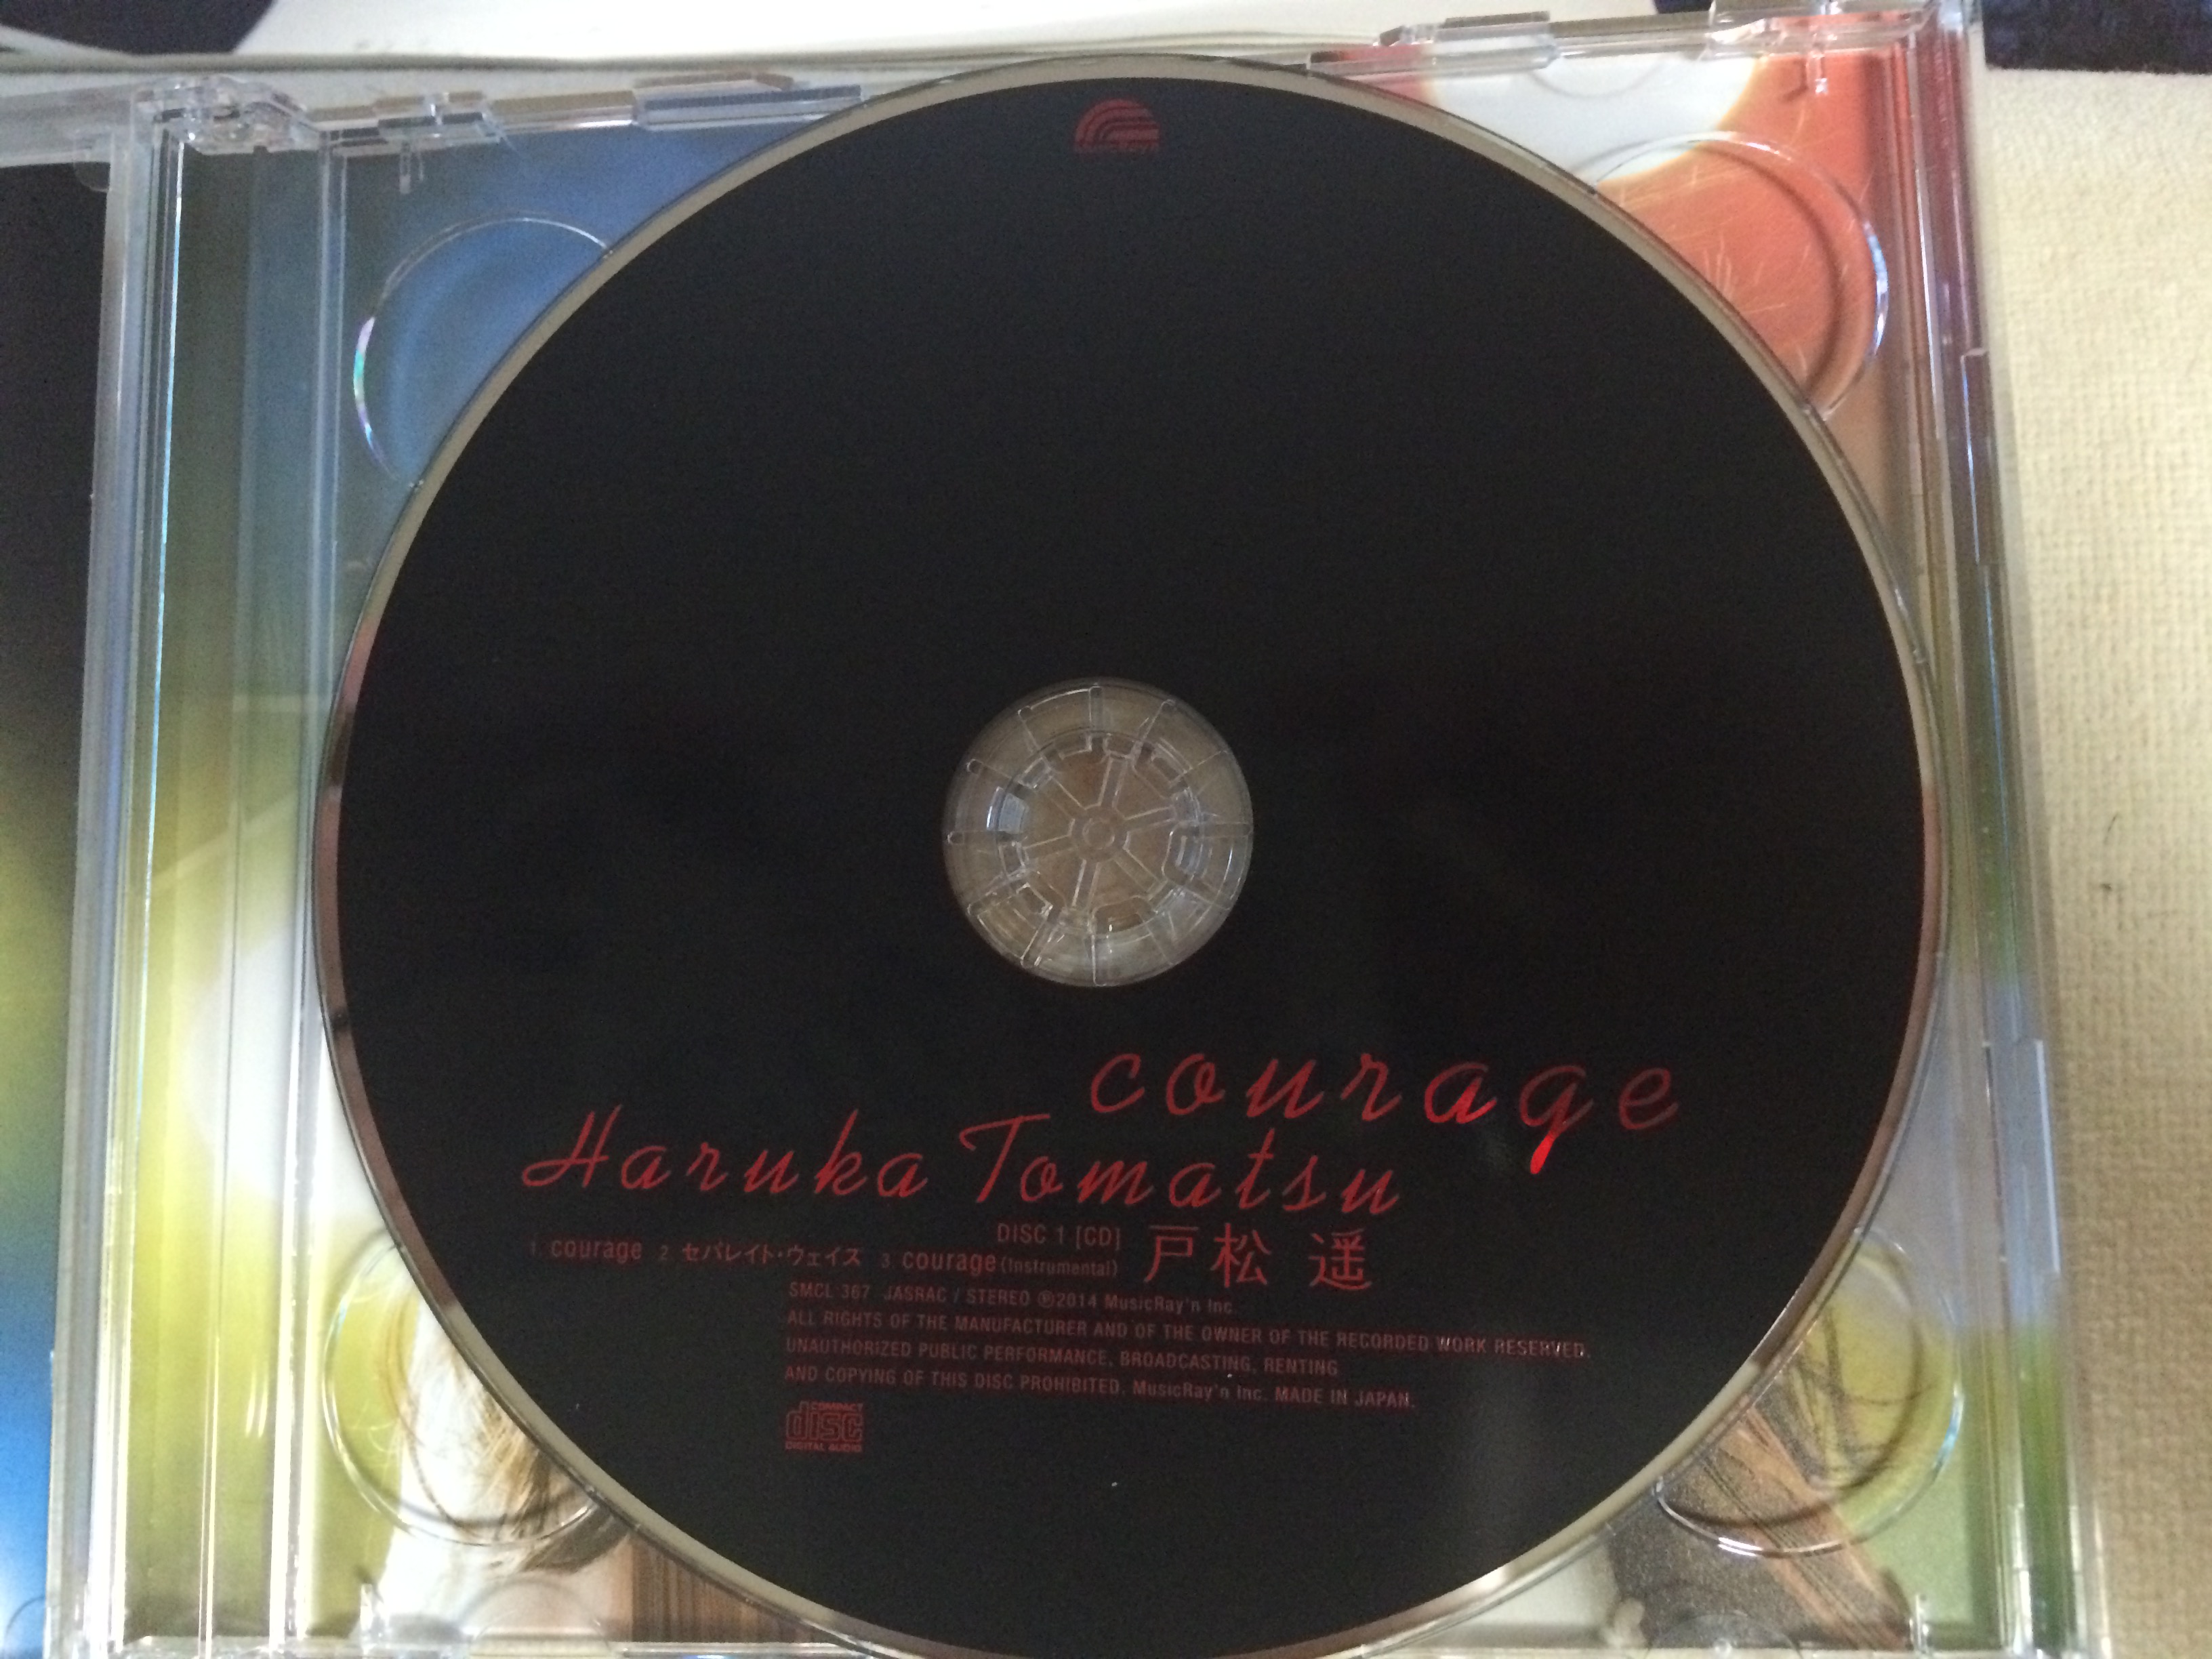 MusicRay'n
courage
Haruka Tomatsu
DISC 1 [CD]
戸松 遥
1. courage 2. セパレイト・ウェイス 3. courage (Instrumental)
SMCL 367 JASRAC / STEREO ℗2014 MusicRay'n Inc.
ALL RIGHTS OF THE MANUFACTURER AND OF THE OWNER OF THE RECORDED WORK RESERVED.
UNAUTHORIZED PUBLIC PERFORMANCE, BROADCASTING, RENTING
AND COPYING OF THIS DISC PROHIBITED. MusicRay'n Inc. MADE IN JAPAN.
COMPACT
disc
DIGITAL AUDIO